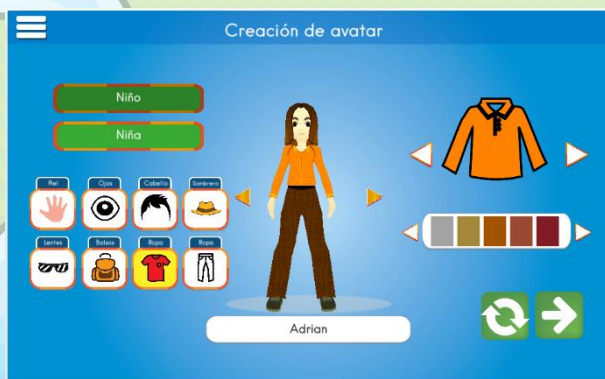 Creación de avatar
Niño
Niña
Piel
Ojos
Cabello
Sombrero
Lentes
Bolsos
Ropa
Ropa
Adrian